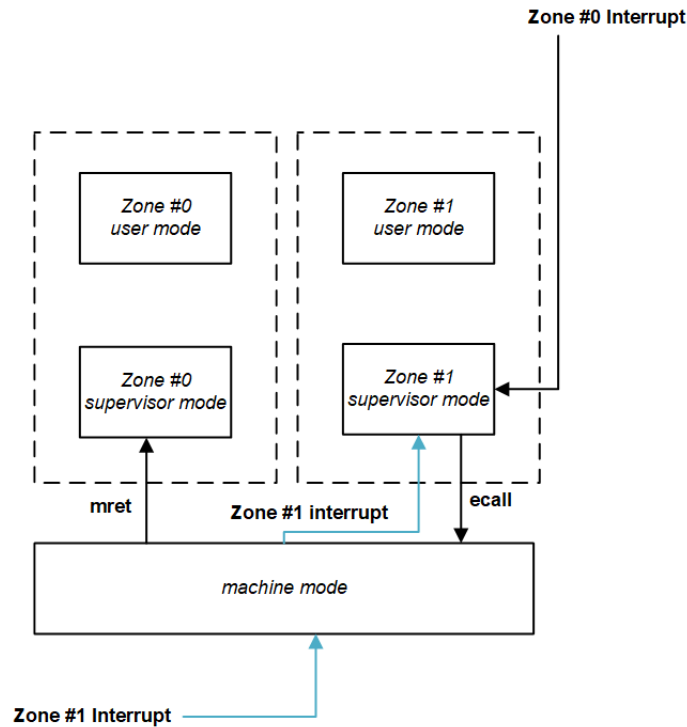 Zone #0 Interrupt
Zone #0
user mode
Zone #1
user mode
Zone #0
supervisor mode
Zone #1
supervisor mode
mret
Zone #1 interrupt
ecall
machine mode
Zone #1 Interrupt